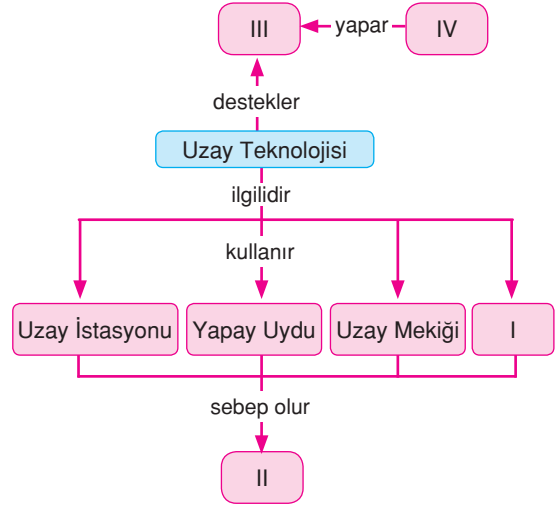 III
yapar
IV
destekler
Uzay Teknolojisi
ilgilidir
kullanır
Uzay İstasyonu
Yapay Uydu
Uzay Mekiği
I
sebep olur
II